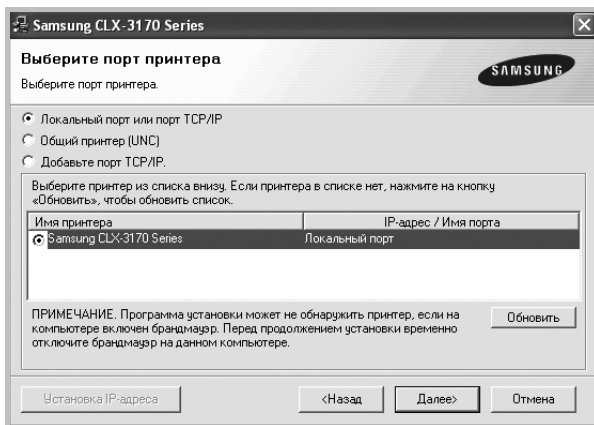 Samsung CLX-3170 Series
Выберите порт принтера
Выберите порт принтера.
SAMSUNG
Локальный порт или порт TCP/IP
Общий принтер (UNC)
Добавьте порт TCP/IP.
Выберите принтер из списка внизу. Если принтера в списке нет, нажмите на кнопку
«Обновить», чтобы обновить список.
Имя принтера IP-адрес / Имя порта
Samsung CLX-3170 Series Локальный порт
ПРИМЕЧАНИЕ. Программа установки может не обнаружить принтер, если на
компьютере включен брандмауэр. Перед продолжением установки временно
отключите брандмауэр на данном компьютере.
Обновить
Установка IP-адреса <Назад Далее> Отмена